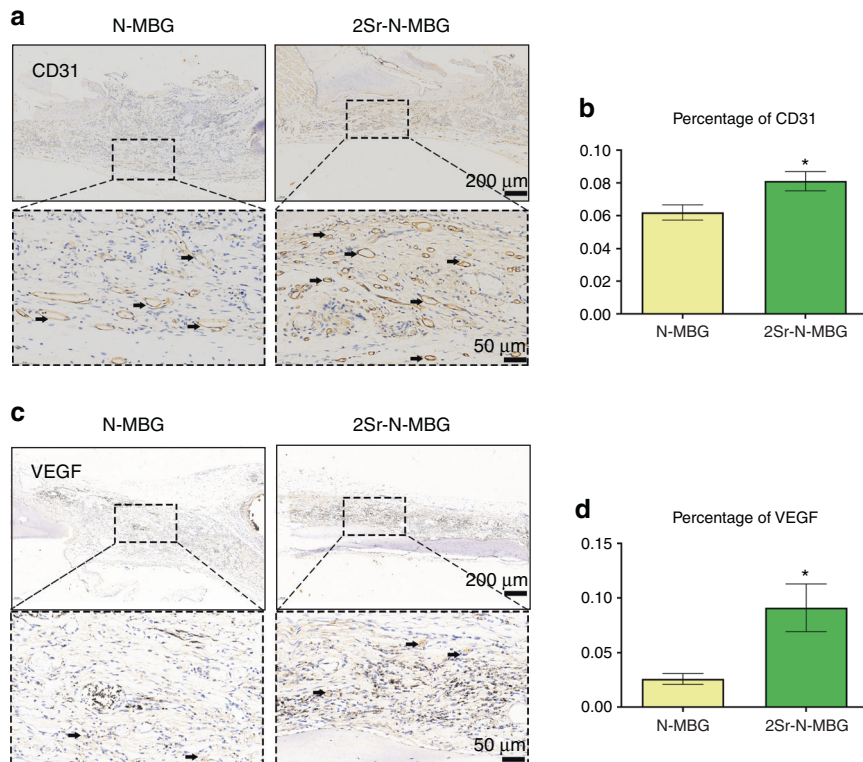 a
N-MBG
2Sr-N-MBG
CD31
200 μm
50 μm
b
Percentage of CD31
*
0.10
0.08
0.06
0.04
0.02
0.00
N-MBG
2Sr-N-MBG
c
N-MBG
2Sr-N-MBG
VEGF
200 μm
50 μm
d
Percentage of VEGF
*
0.15
0.10
0.05
0.00
N-MBG
2Sr-N-MBG